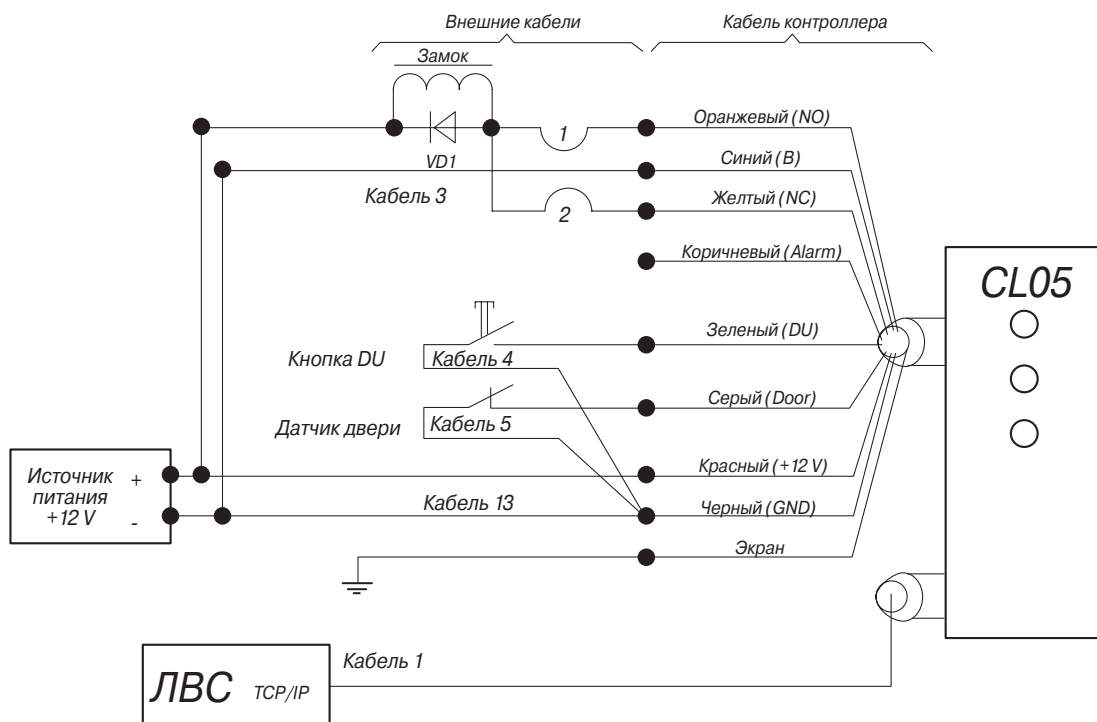 Внешние кабели
Кабель контроллера
Замок
1
Оранжевый (NO)
VD1
Синий (B)
Кабель 3
2
Желтый (NC)
Коричневый (Alarm)
CL05
Кнопка DU
Кабель 4
Зеленый (DU)
Датчик двери
Кабель 5
Серый (Door)
Источник
питания
+12 V
+
-
Красный (+12 V)
Кабель 13
Черный (GND)
Экран
Кабель 1
ЛВС TCP/IP